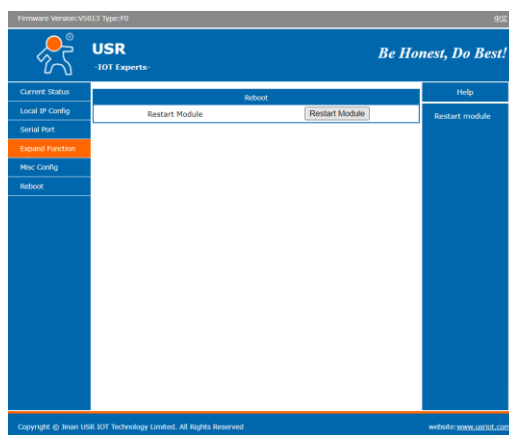 Firmware Version:V5013 Type:F0
中文
USR
-IOT Experts-
Be Honest, Do Best!
Current Status
Local IP Config
Serial Port
Expand Function
Misc Config
Reboot
Reboot
Restart Module
Restart Module
Help
Restart module
Copyright © Jinan USR IOT Technology Limited. All Rights Reserved
website:www.usriot.com